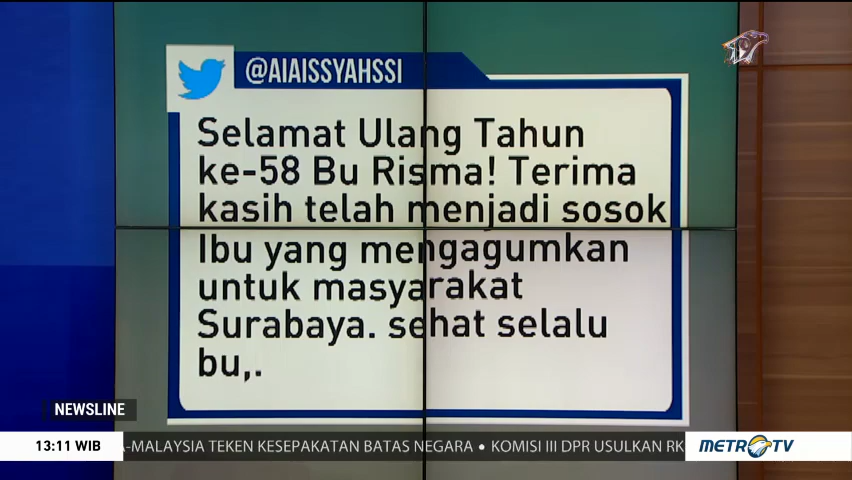 @AIAISSYAHSSI
Selamat Ulang Tahun
ke-58 Bu Risma! Terima
kasih telah menjadi sosok
Ibu yang mengagumkan
untuk masyarakat
Surabaya. sehat selalu
bu,.
NEWSLINE
13:11 WIB
A-MALAYSIA TEKEN KESEPAKATAN BATAS NEGARA • KOMISI III DPR USULKAN RK
METRO TV